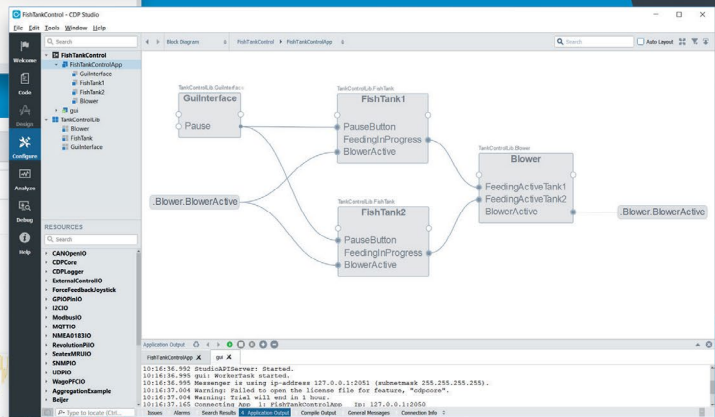 FishTankControl - CDP Studio
File Edit Tools Window Help
Welcome
Code
Design
Configure
Analyze
Debug
Help
Search
FishTankControl
FishTankControlApp
GuiInterface
FishTank1
FishTank2
Blower
gui
TankControlLib
Blower
FishTank
GuiInterface
RESOURCES
Search
CANOpenIO
CDPCore
CDPLogger
ExternalControlIO
ForceFeedbackJoystick
GPIOPinIO
I2CIO
ModbusIO
MQTTIO
NMEA0183IO
RevolutionPiIO
SeatexMRUIO
SNMPIO
UDPIO
WagoPFCIO
AggregationExample
Beijer
Block Diagram FishTankControl FishTankControlApp
Search Auto Layout
TankControlLib.GuiInterface
GuiInterface
Pause
TankControlLib.FishTank
FishTank1
PauseButton
FeedingInProgress
BlowerActive
.Blower.BlowerActive
TankControlLib.FishTank
FishTank2
PauseButton
FeedingInProgress
BlowerActive
TankControlLib.Blower
Blower
FeedingActiveTank1
FeedingActiveTank2
BlowerActive
.Blower.BlowerActive
Application Output
FishTankControlApp gui
10:16:36.992 StudioAPIServer: Started.
10:16:36.995 gui: WorkerTask started.
10:16:36.995 Messenger is using ip-address 127.0.0.1:2051 (subnetmask 255.255.255.255).
10:16:37.004 Warning: Failed to open the license file for feature, "cdpcore".
10:16:37.004 Warning: Trial will end in 1 hour.
10:16:37.165 Connecting App 1: FishTankControlApp ip: 127.0.0.1:2050
Type to locate (Ctrl... Issues Alarms Search Results 4 Application Output Compile Output General Messages Connection Info